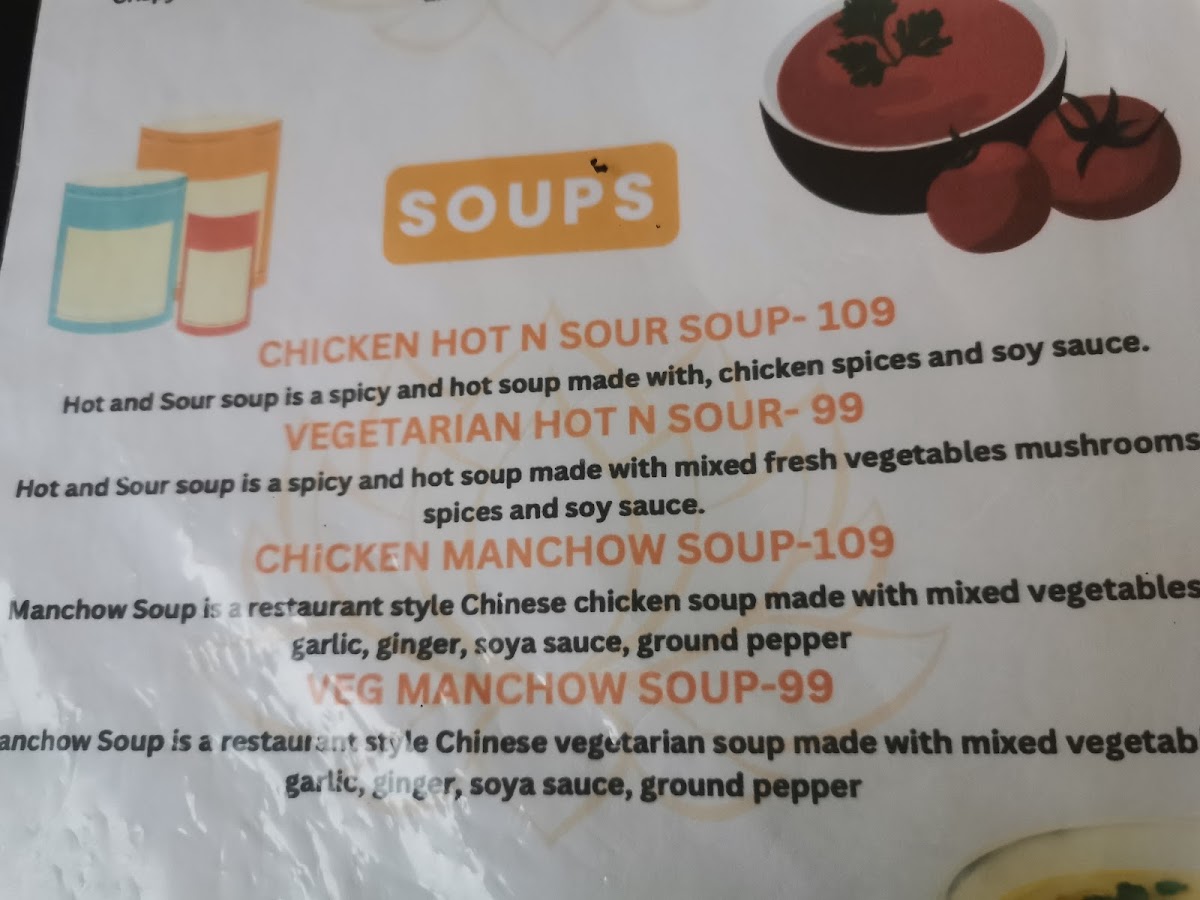 SOUPS
CHICKEN HOT N SOUR SOUP- 109
Hot and Sour soup is a spicy and hot soup made with, chicken spices and soy sauce.
VEGETARIAN HOT N SOUR- 99
Hot and Sour soup is a spicy and hot soup made with mixed fresh vegetables mushrooms
spices and soy sauce.
CHiCKEN MANCHOW SOUP-109
Manchow Soup is a restaurant style Chinese chicken soup made with mixed vegetables
garlic, ginger, soya sauce, ground pepper
VEG MANCHOW SOUP-99
anchow Soup is a restaurant style Chinese vegetarian soup made with mixed vegetab
garlic, ginger, soya sauce, ground pepper